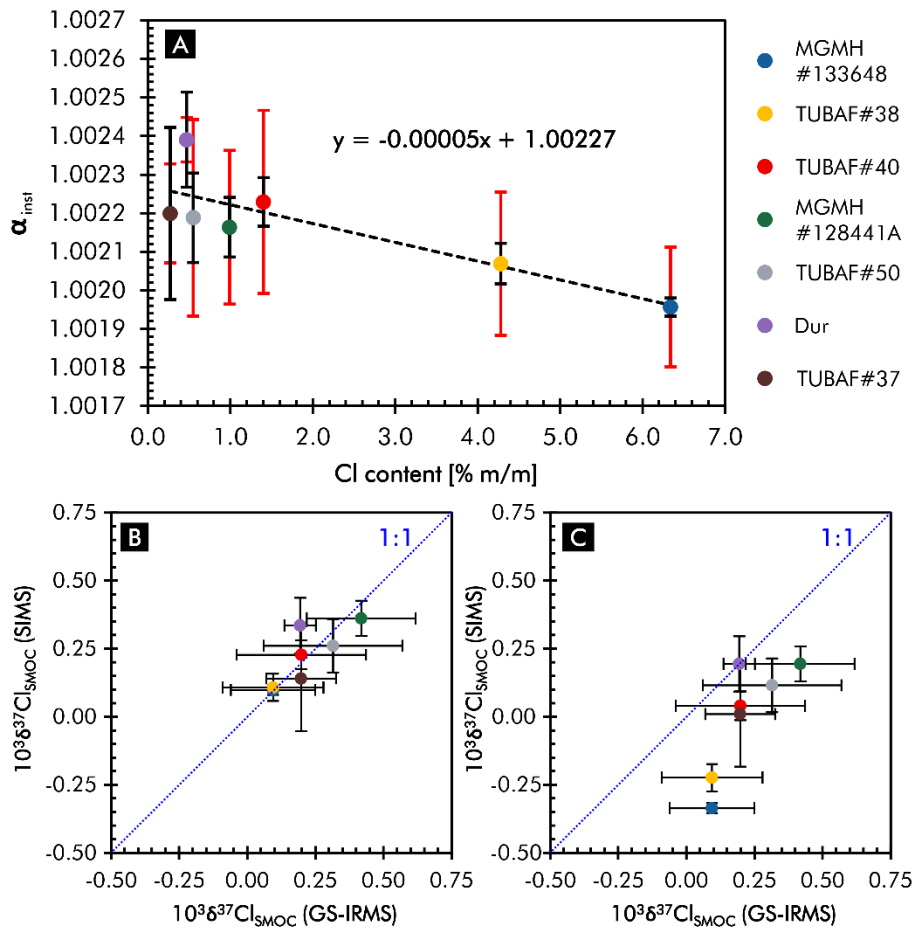 A
1.0027
1.0026
1.0025
1.0024
1.0023
1.0022
1.0021
1.0020
1.0019
1.0018
1.0017
αinst
y = -0.00005x + 1.00227
0.0 1.0 2.0 3.0 4.0 5.0 6.0 7.0
Cl content [% m/m]
MGMH
#133648
TUBAF#38
TUBAF#40
MGMH
#128441A
TUBAF#50
Dur
TUBAF#37
B
1:1
0.75
0.50
0.25
0.00
-0.25
-0.50
10³δ³⁷ClSMOC (SIMS)
-0.50 -0.25 0.00 0.25 0.50 0.75
10³δ³⁷ClSMOC (GS-IRMS)
C
1:1
0.75
0.50
0.25
0.00
-0.25
-0.50
10³δ³⁷ClSMOC (SIMS)
-0.50 -0.25 0.00 0.25 0.50 0.75
10³δ³⁷ClSMOC (GS-IRMS)